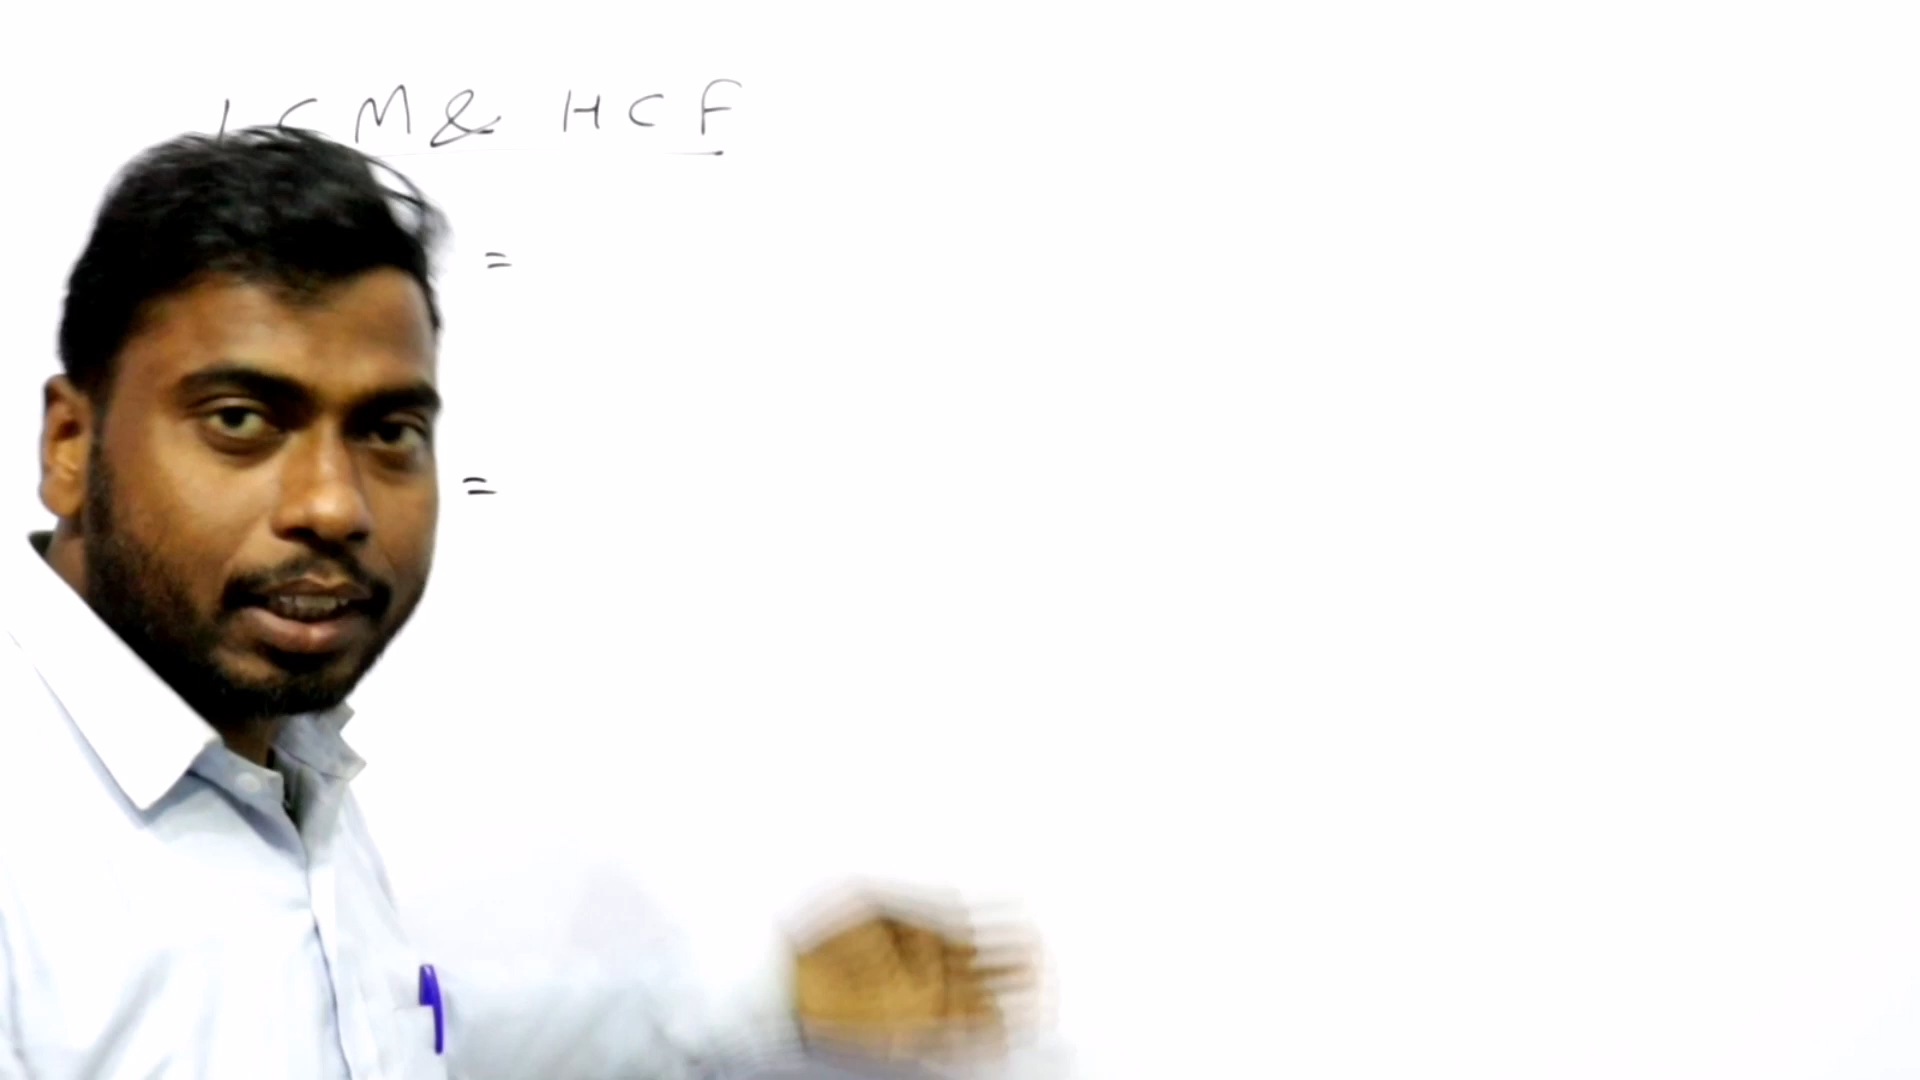 LCM & HCF
=
=